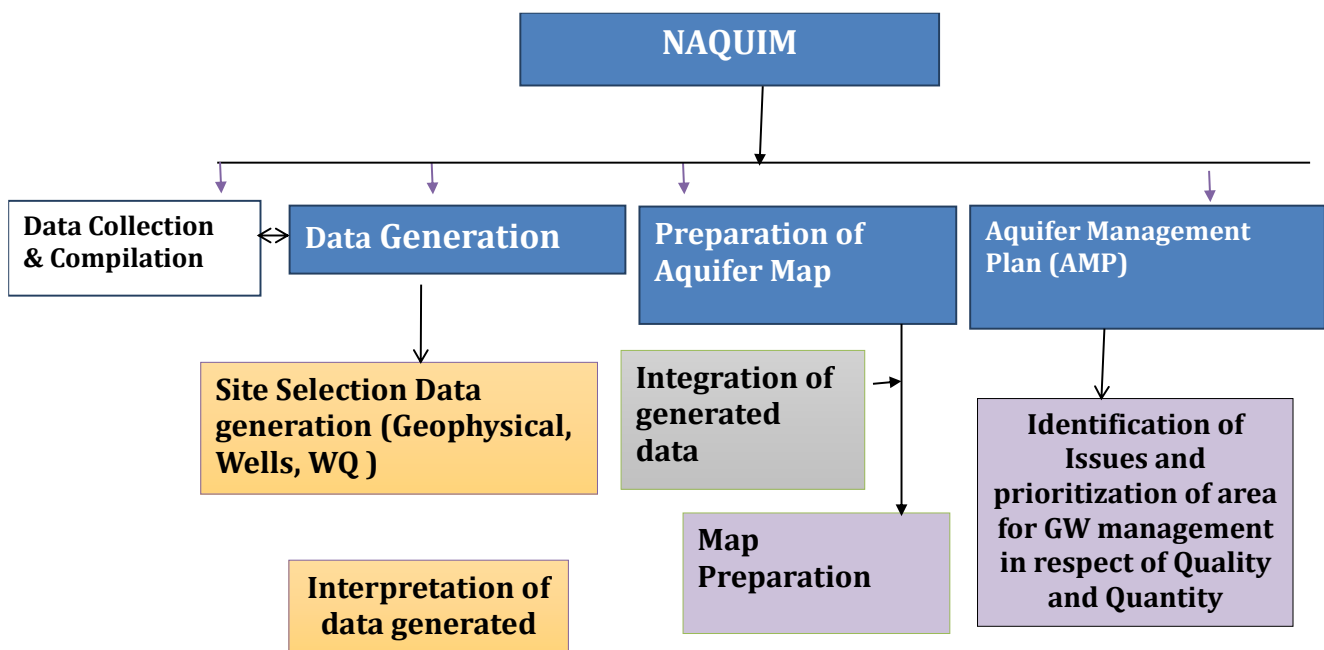 NAQUIM
Data Collection
& Compilation
Data Generation
Preparation of
Aquifer Map
Aquifer Management
Plan (AMP)
Site Selection Data
generation (Geophysical,
Wells, WQ )
Integration of
generated
data
Identification of
Issues and
prioritization of area
for GW management
in respect of Quality
and Quantity
Map
Preparation
Interpretation of
data generated